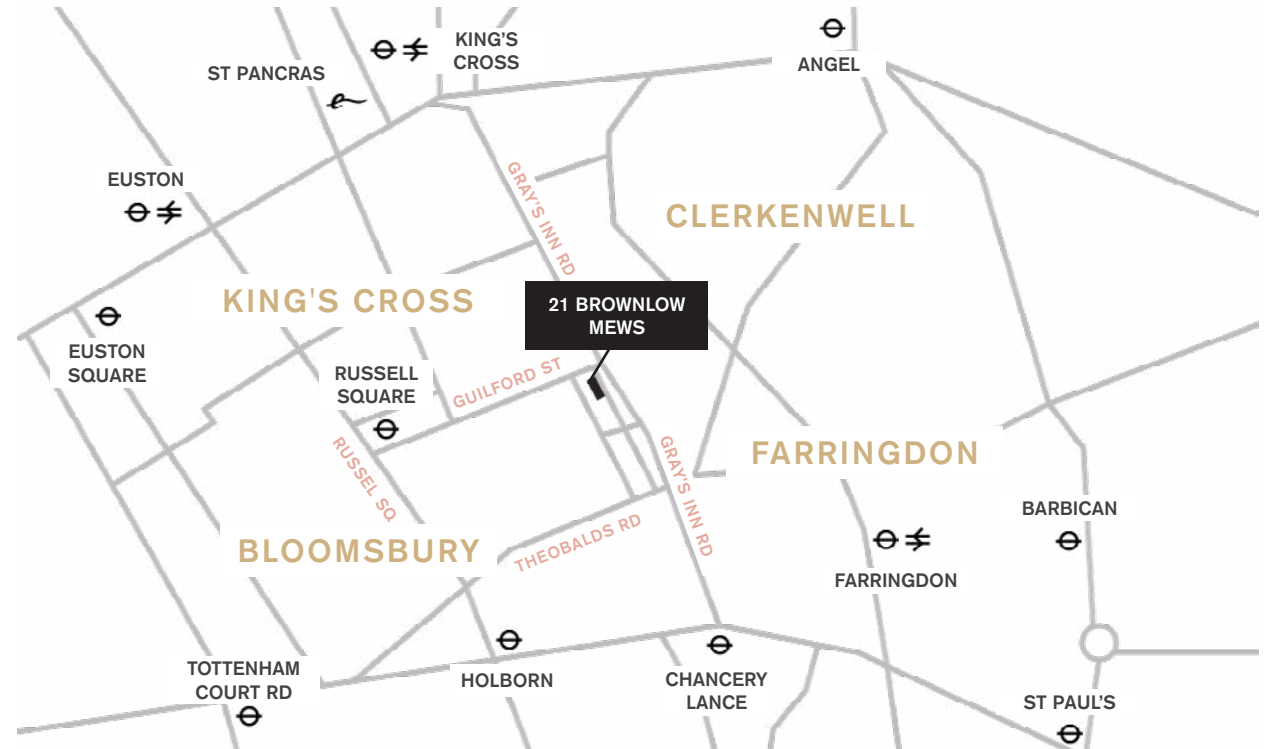 KING'S
CROSS
ANGEL
ST PANCRAS
EUSTON
GRAY'S INN RD
CLERKENWELL
KING'S CROSS
21 BROWNLOW
MEWS
EUSTON
SQUARE
RUSSELL
SQUARE
GUILFORD ST
RUSSEL SQ
GRAY'S INN RD
FARRINGDON
BARBICAN
BLOOMSBURY
THEOBALDS RD
FARRINGDON
TOTTENHAM
COURT RD
HOLBORN
CHANCERY
LANCE
ST PAUL'S